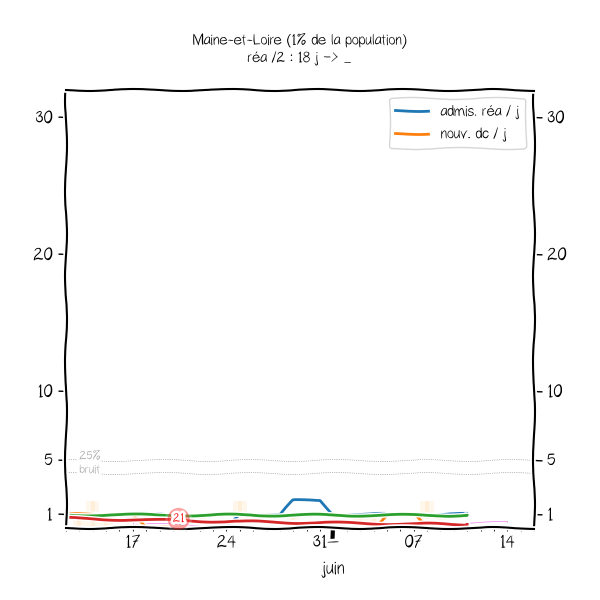 Maine-et-Loire (1% de la population)
réa /2 : 18 j -> _
admis. réa / j
nouv. dc / j
30
30
20
20
10
10
25%
5
5
bruit
1
21
1
17
24
31
07
14
juin